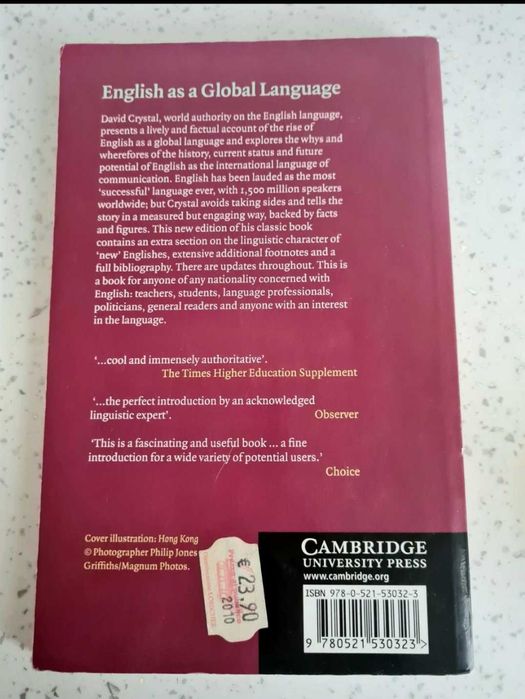 English as a Global Language
David Crystal, world authority on the English language,
presents a lively and factual account of the rise of
English as a global language and explores the whys and
wherefores of the history, current status and future
potential of English as the international language of
communication. English has been lauded as the most
‘successful’ language ever, with 1,500 million speakers
worldwide; but Crystal avoids taking sides and tells the
story in a measured but engaging way, backed by facts
and figures. This new edition of his classic book
contains an extra section on the linguistic character of
‘new’ Englishes, extensive additional footnotes and a
full bibliography. There are updates throughout. This is
a book for anyone of any nationality concerned with
English: teachers, students, language professionals,
politicians, general readers and anyone with an interest
in the language.
‘...cool and immensely authoritative’.
The Times Higher Education Supplement
‘...the perfect introduction by an acknowledged
linguistic expert’. Observer
‘This is a fascinating and useful book ... a fine
introduction for a wide variety of potential users.’
Choice
Cover illustration: Hong Kong
© Photographer Philip Jones
Griffiths/Magnum Photos.
€ 23,90
2010
CAMBRIDGE
UNIVERSITY PRESS
www.cambridge.org
ISBN 978-0-521-53032-3
9 780521 530323 >